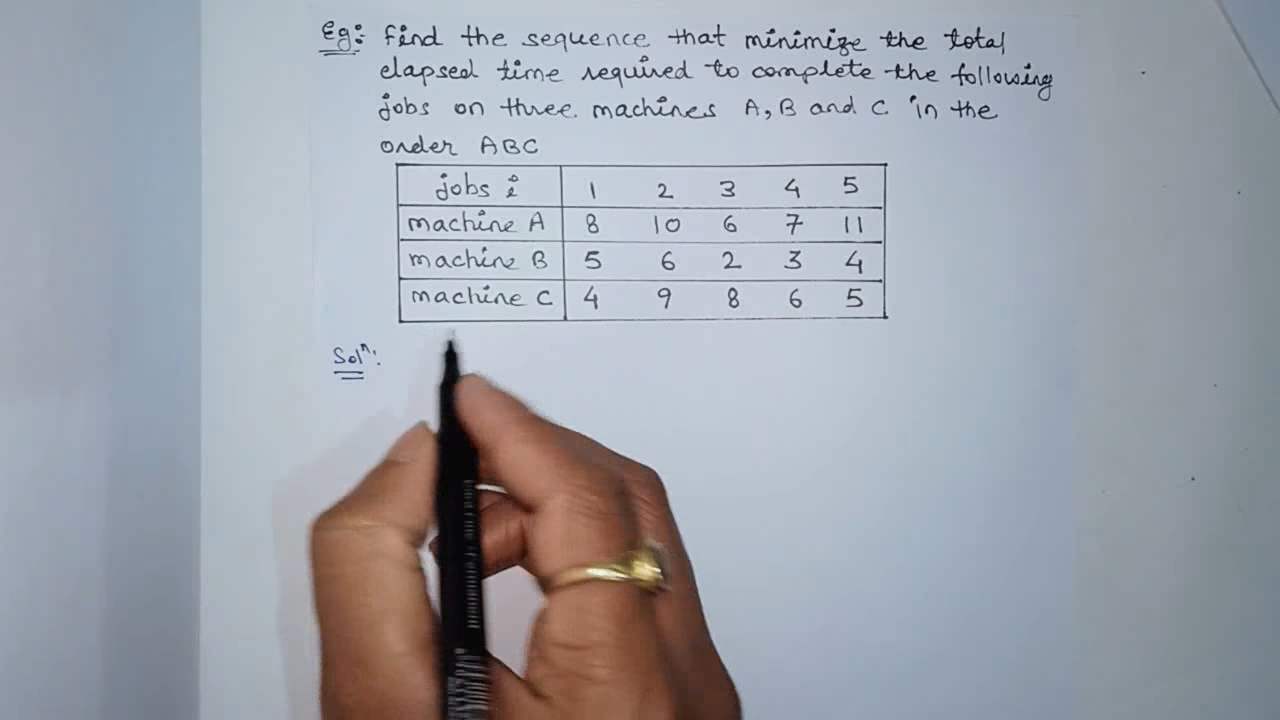 Eg: Find the sequence that minimize the total
elapsed time required to complete the following
jobs on three machines A, B and C in the
order ABC
jobs i 1 2 3 4 5
machine A 8 10 6 7 11
machine B 5 6 2 3 4
machine C 4 9 8 6 5
Solⁿ: